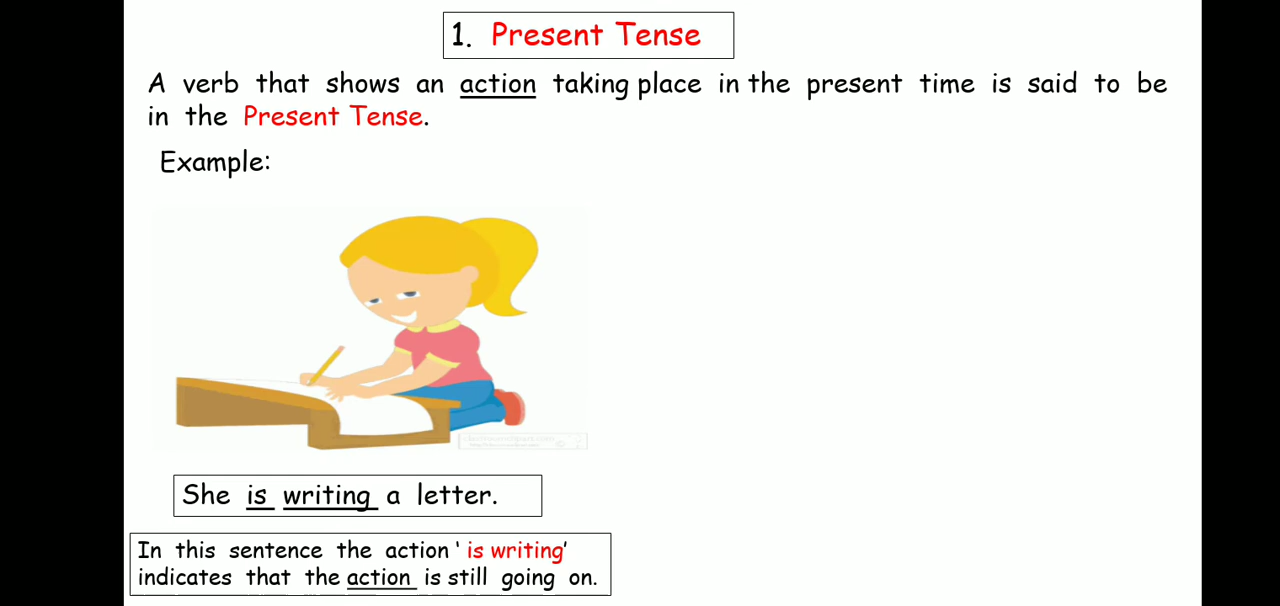 1. Present Tense
A verb that shows an action taking place in the present time is said to be
in the Present Tense.
Example:
She is writing a letter.
In this sentence the action ‘ is writing’
indicates that the action is still going on.